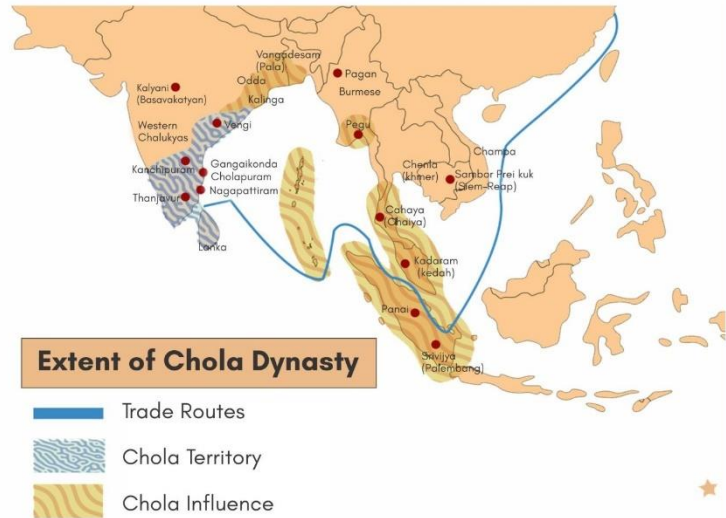 Vangadesam
(Pala)
Odda
Kalinga
Kalyani
(Basavakatyan)
Pagan
Burmese
Western
Chalukyas
Vengi
Pegu
Kanchipuram
Gangaikonda
Cholapuram
Nagapattiram
Thanjavur
Lanka
Champa
Chenla
(khmer)
Sambor Prei kuk
(Siem-Reap)
Cahaya
(Chaiya)
Kadaram
(kedah)
Panai
Srivijya
(Palembang)
Extent of Chola Dynasty
Trade Routes
Chola Territory
Chola Influence